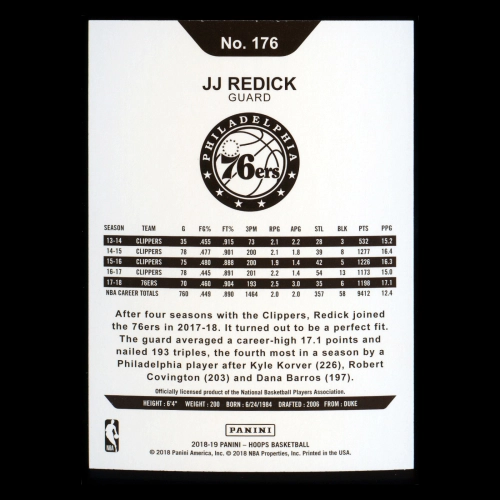 No. 176
JJ REDICK
GUARD
PHILADELPHIA
76ers
SEASON TEAM G FG% FT% 3PM RPG APG STL BLK PTS PPG
13-14 CLIPPERS 35 .455 .915 73 2.1 2.2 28 3 532 15.2
14-15 CLIPPERS 78 .477 .901 200 2.1 1.8 39 8 1277 16.4
15-16 CLIPPERS 75 .480 .888 200 1.9 1.4 42 5 1226 16.3
16-17 CLIPPERS 78 .445 .891 201 2.2 1.4 54 13 1173 15.0
17-18 76ERS 70 .460 .904 193 2.5 3.0 35 6 1198 17.1
NBA CAREER TOTALS 760 .449 .890 1464 2.0 2.0 357 58 9412 12.4
After four seasons with the Clippers, Redick joined
the 76ers in 2017-18. It turned out to be a perfect fit.
The guard averaged a career-high 17.1 points and
nailed 193 triples, the fourth most in a season by a
Philadelphia player after Kyle Korver (226), Robert
Covington (203) and Dana Barros (197).
Officially licensed product of the National Basketball Players Association.
HEIGHT: 6'4" WEIGHT: 200 BORN: 6/24/1984 DRAFTED: 2006 FROM: DUKE
PANINI
NBA
2018-19 PANINI – HOOPS BASKETBALL
© 2018 Panini America, Inc. © 2018 NBA Properties, Inc. Printed in the USA.